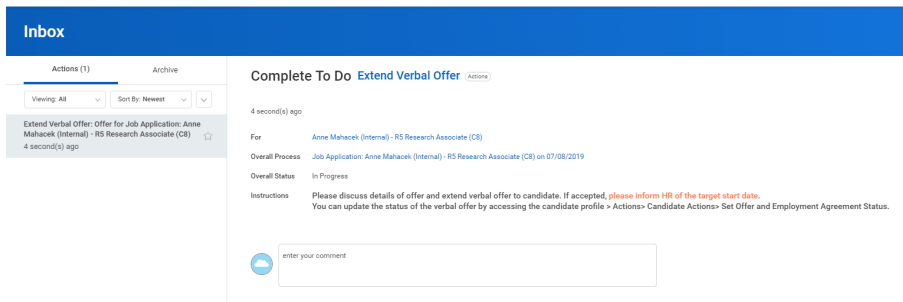 Inbox
Actions (1)
Archive
Viewing: All
Sort By: Newest
Extend Verbal Offer: Offer for Job Application: Anne
Mahacek (Internal) - R5 Research Associate (C8)
4 second(s) ago
Complete To Do Extend Verbal Offer Actions
4 second(s) ago
For Anne Mahacek (Internal) - R5 Research Associate (C8)
Overall Process Job Application: Anne Mahacek (Internal) - R5 Research Associate (C8) on 07/08/2019
Overall Status In Progress
Instructions Please discuss details of offer and extend verbal offer to candidate. If accepted, please inform HR of the target start date.
You can update the status of the verbal offer by accessing the candidate profile > Actions> Candidate Actions> Set Offer and Employment Agreement Status.
enter your comment